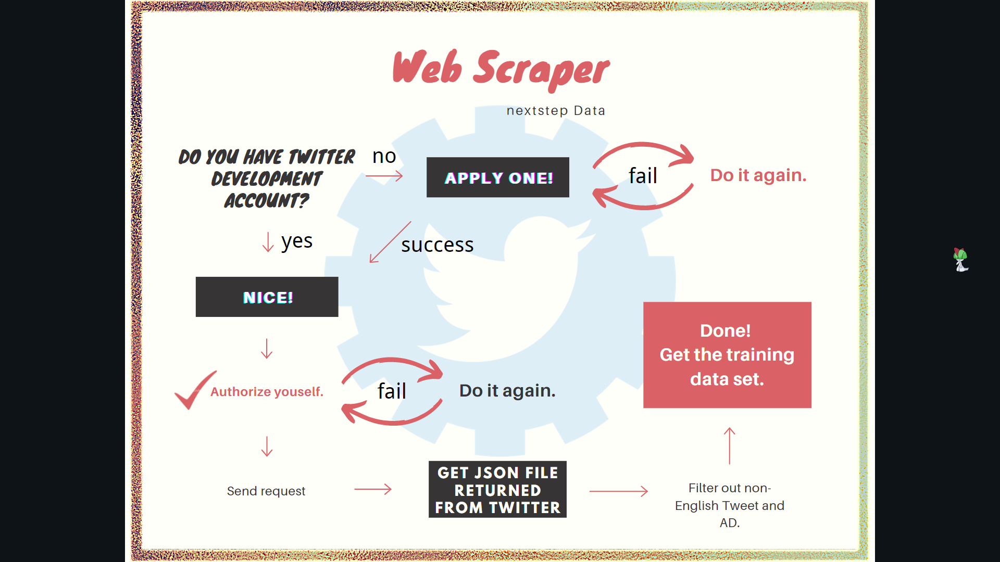 Web Scraper
nextstep Data
DO YOU HAVE TWITTER
DEVELOPMENT
ACCOUNT?
no
APPLY ONE!
fail
Do it again.
yes
success
NICE!
Authorize youself.
fail
Do it again.
Send request
GET JSON FILE
RETURNED
FROM TWITTER
Filter out non-
English Tweet and
AD.
Done!
Get the training
data set.